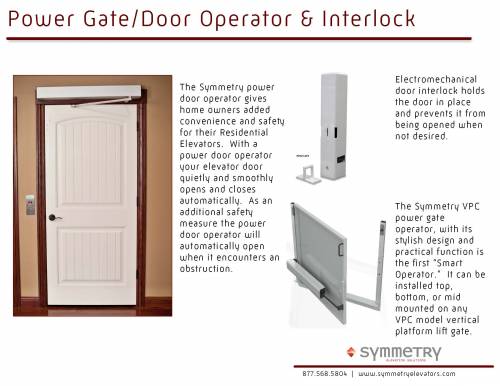 Power Gate/Door Operator & Interlock
The Symmetry power
door operator gives
home owners added
convenience and safety
for their Residential
Elevators. With a
power door operator
your elevator door
quietly and smoothly
opens and closes
automatically. As an
additional safety
measure the power
door operator will
automatically open
when it encounters an
obstruction.
Electromechanical
door interlock holds
the door in place
and prevents it from
being opened when
not desired.
The Symmetry VPC
power gate
operator, with its
stylish design and
practical function is
the first "Smart
Operator." It can be
installed top,
bottom, or mid
mounted on any
VPC model vertical
platform lift gate.
SYMMETRY
ELEVATING SOLUTIONS
877.568.5804 | www.symmetryelevators.com